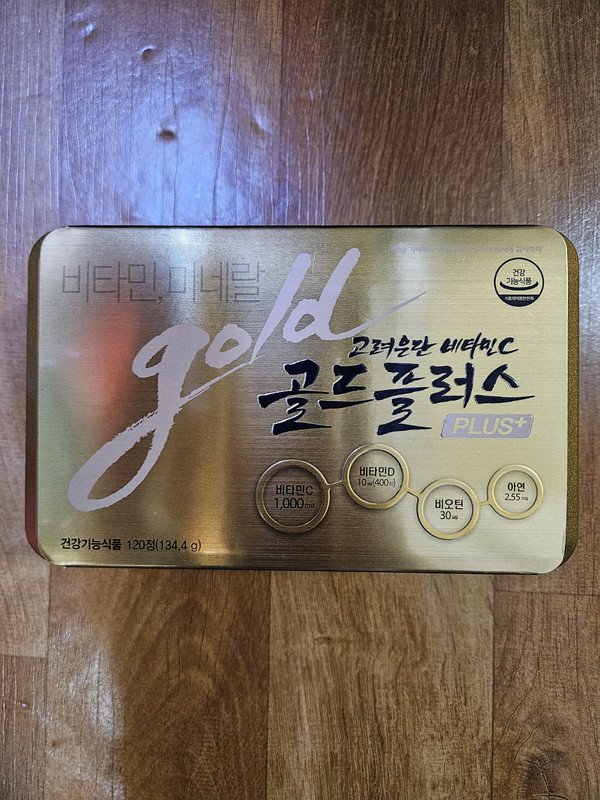 비타민, 미네랄
gold
건강
기능식품
고려은단 비타민C
골드플러스
PLUS+
비타민C
1,000mg
비타민D
10㎍(400IU)
비오틴
30㎍
아연
2.55mg
건강기능식품 120정(134.4 g)